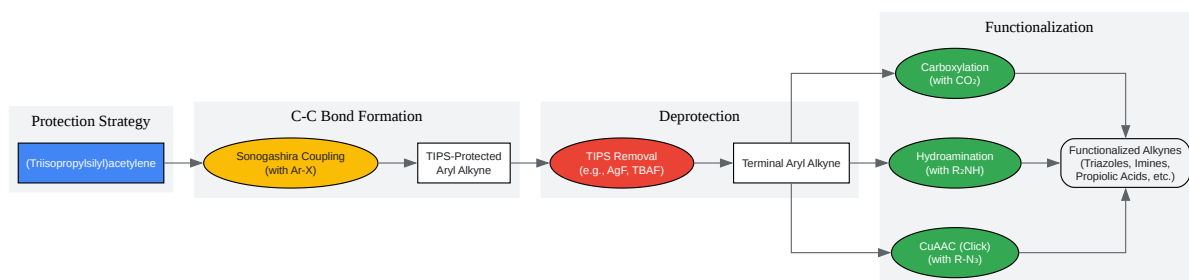 Protection Strategy
(Triisopropylsilyl)acetylene
C-C Bond Formation
Sonogashira Coupling
(with Ar-X)
TIPS-Protected
Aryl Alkyne
Deprotection
TIPS Removal
(e.g., AgF, TBAF)
Terminal Aryl Alkyne
Functionalization
Carboxylation
(with CO₂)
Hydroamination
(with R₂NH)
CuAAC (Click)
(with R-N₃)
Functionalized Alkynes
(Triazoles, Imines,
Propiolic Acids, etc.)